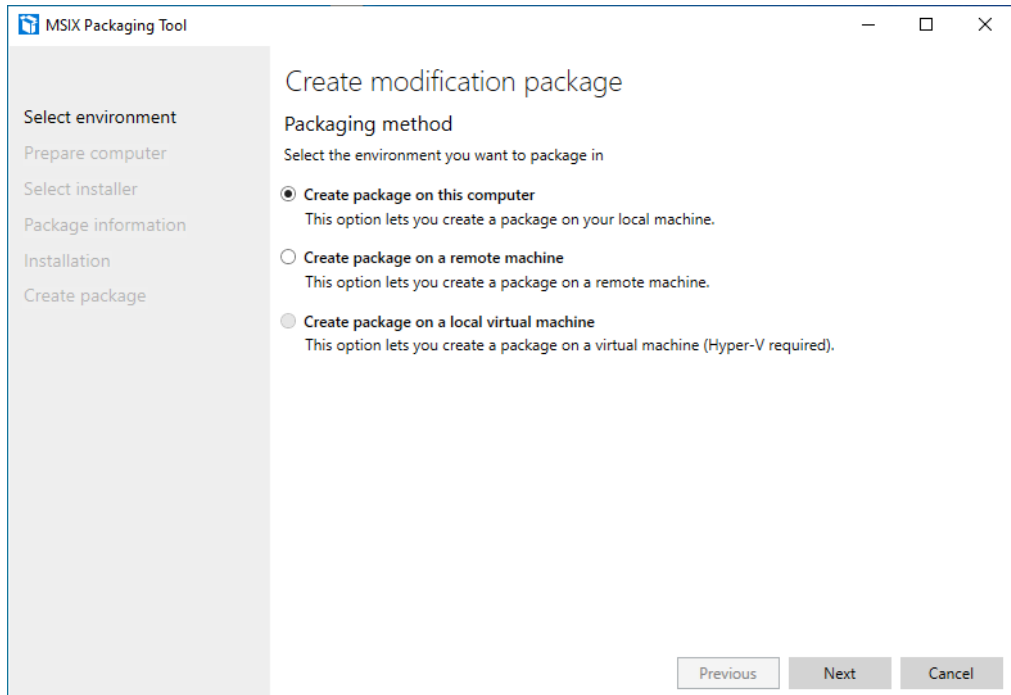 MSIX Packaging Tool
Create modification package
Select environment
Prepare computer
Select installer
Package information
Installation
Create package
Packaging method
Select the environment you want to package in
Create package on this computer
This option lets you create a package on your local machine.
Create package on a remote machine
This option lets you create a package on a remote machine.
Create package on a local virtual machine
This option lets you create a package on a virtual machine (Hyper-V required).
Previous
Next
Cancel